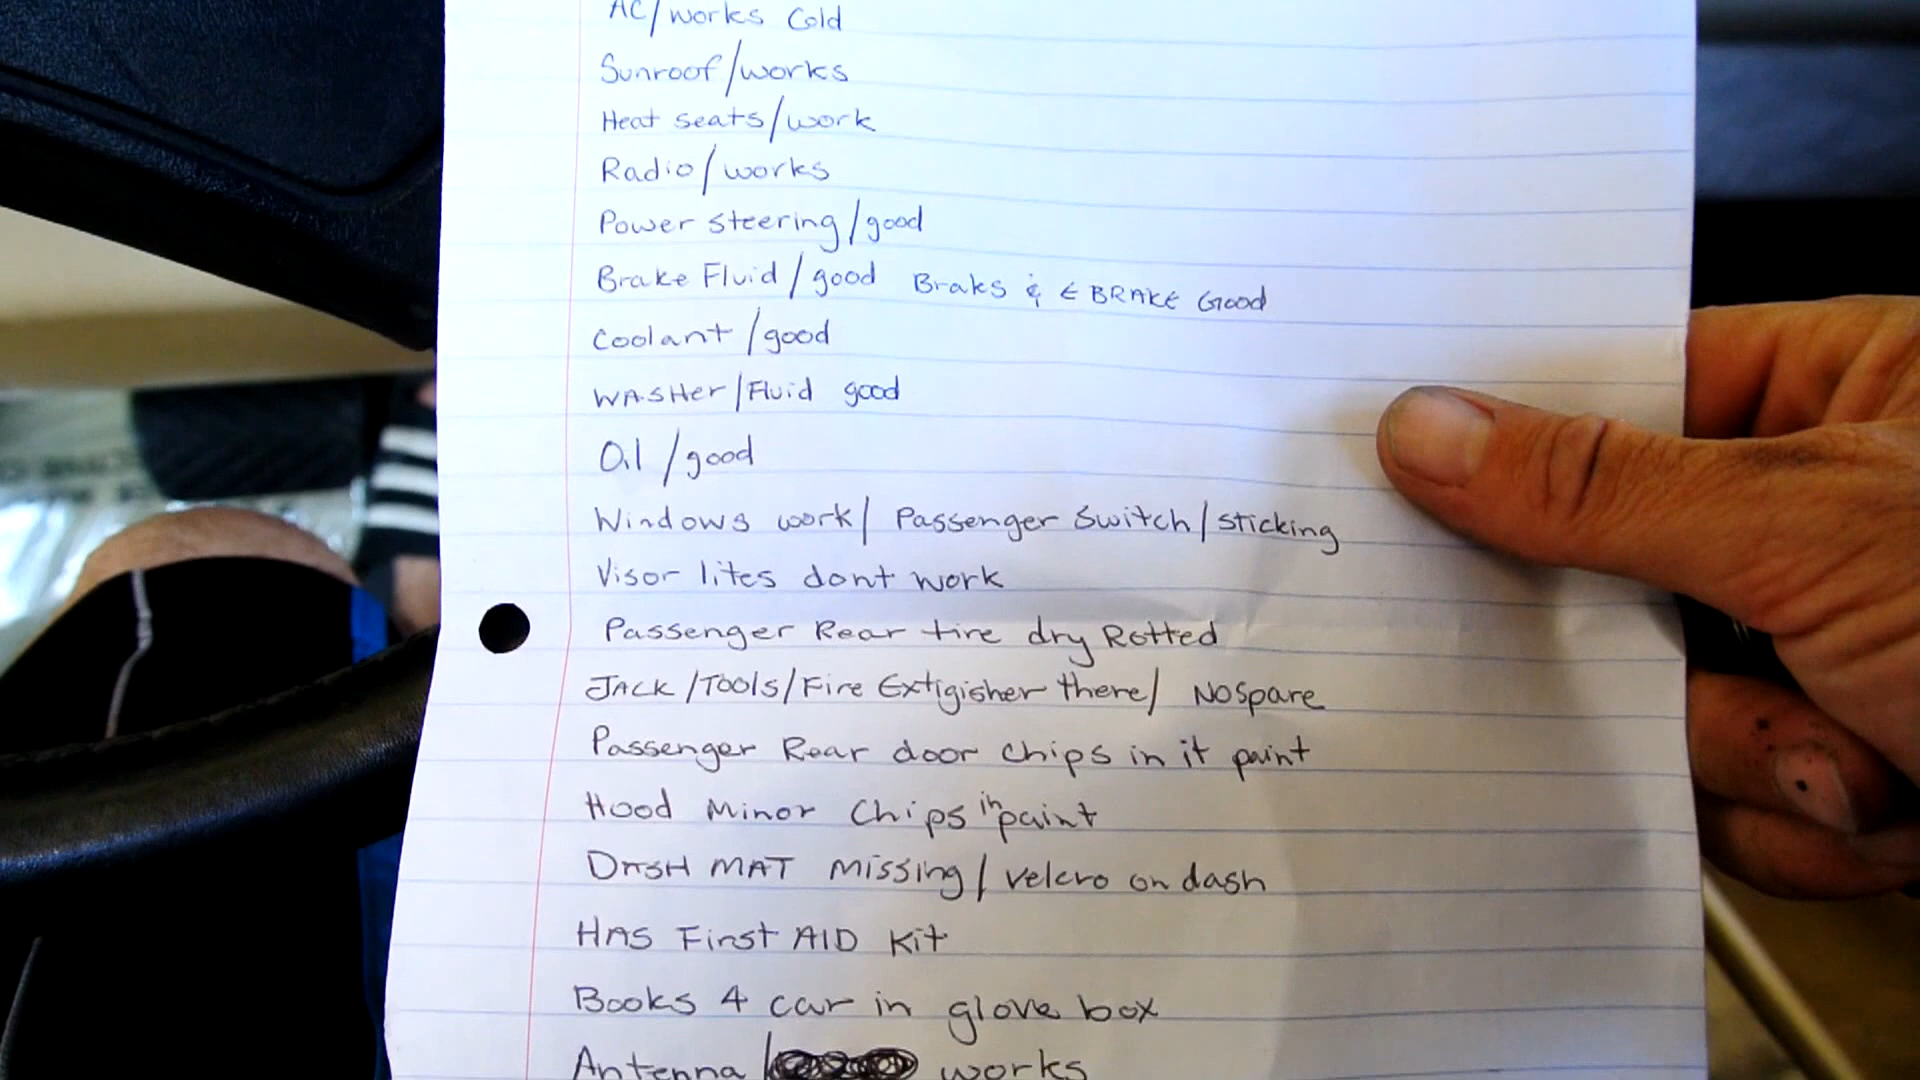 AC/works Cold
Sunroof/works
Heat seats/work
Radio/works
Power steering/good
Brake Fluid/good Braks & E BRAKE Good
Coolant/good
WASHer/Fluid good
Oil/good
Windows work/ Passenger Switch/sticking
Visor lites dont work
Passenger Rear tire dry Rotted
JACK/TOOLS/Fire Extigisher there/ No spare
Passenger Rear door chips in it paint
Hood Minor Chips in paint
DASH MAT Missing/velcro on dash
HAS First AID Kit
Books 4 car in glove box
Antenna/ works